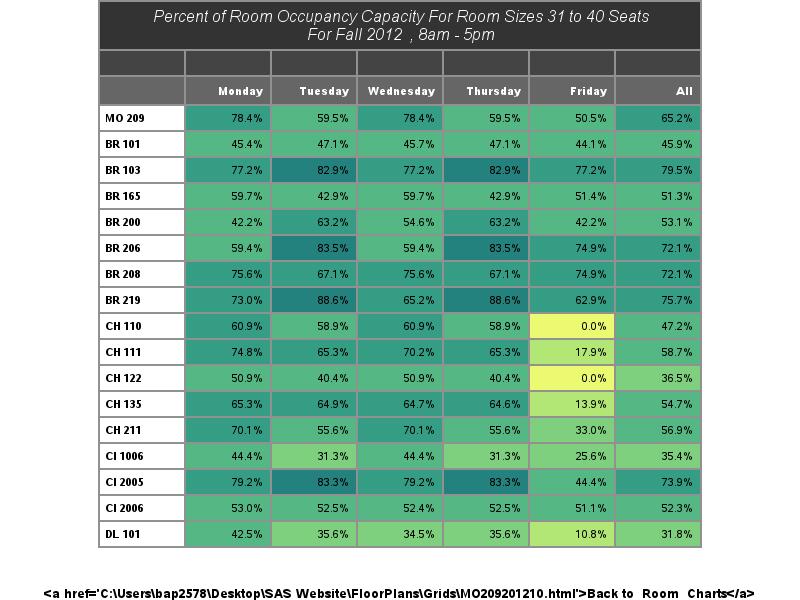 Percent of Room Occupancy Capacity For Room Sizes 31 to 40 Seats
For Fall 2012 , 8am - 5pm
Monday Tuesday Wednesday Thursday Friday All
MO 209 78.4% 59.5% 78.4% 59.5% 50.5% 65.2%
BR 101 45.4% 47.1% 45.7% 47.1% 44.1% 45.9%
BR 103 77.2% 82.9% 77.2% 82.9% 77.2% 79.5%
BR 165 59.7% 42.9% 59.7% 42.9% 51.4% 51.3%
BR 200 42.2% 63.2% 54.6% 63.2% 42.2% 53.1%
BR 206 59.4% 83.5% 59.4% 83.5% 74.9% 72.1%
BR 208 75.6% 67.1% 75.6% 67.1% 74.9% 72.1%
BR 219 73.0% 88.6% 65.2% 88.6% 62.9% 75.7%
CH 110 60.9% 58.9% 60.9% 58.9% 0.0% 47.2%
CH 111 74.8% 65.3% 70.2% 65.3% 17.9% 58.7%
CH 122 50.9% 40.4% 50.9% 40.4% 0.0% 36.5%
CH 135 65.3% 64.9% 64.7% 64.6% 13.9% 54.7%
CH 211 70.1% 55.6% 70.1% 55.6% 33.0% 56.9%
CI 1006 44.4% 31.3% 44.4% 31.3% 25.6% 35.4%
CI 2005 79.2% 83.3% 79.2% 83.3% 44.4% 73.9%
CI 2006 53.0% 52.5% 52.4% 52.5% 51.1% 52.3%
DL 101 42.5% 35.6% 34.5% 35.6% 10.8% 31.8%
<a href='C:\Users\bap2578\Desktop\SAS Website\FloorPlans\Grids\MO209201210.html'>Back to Room Charts</a>